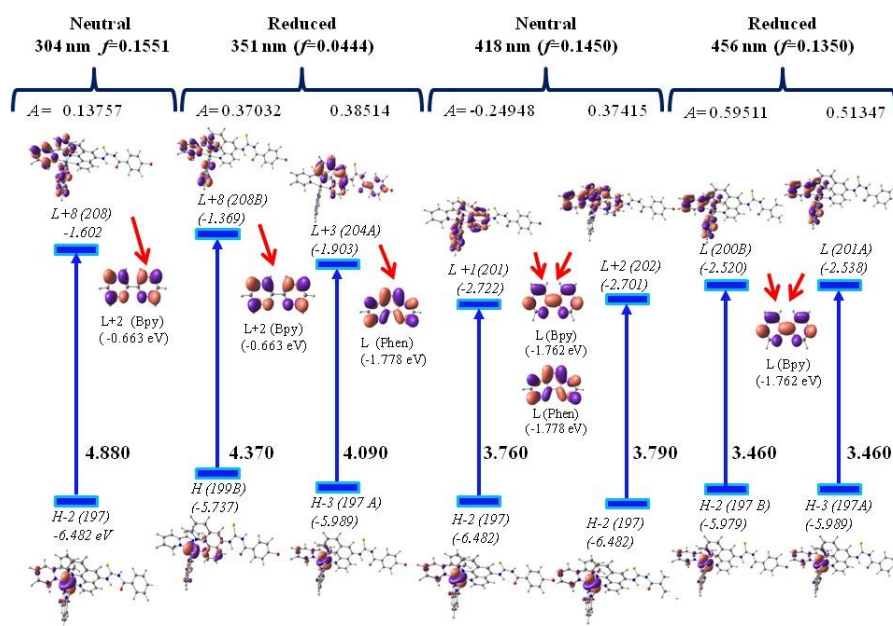 Neutral
304 nm f=0.1551
Reduced
351 nm (f=0.0444)
Neutral
418 nm (f=0.1450)
Reduced
456 nm (f=0.1350)
A= 0.13757
A= 0.37032
0.38514
A= -0.24948
0.37415
A= 0.59511
0.51347
L+8 (208)
-1.602
L+8 (208B)
(-1.369)
L+3 (204A)
(-1.903)
L +1(201)
(-2.722)
L+2 (202)
(-2.701)
L (200B)
(-2.520)
L (201A)
(-2.538)
L+2 (Bpy)
(-0.663 eV)
L+2 (Bpy)
(-0.663 eV)
L (Phen)
(-1.778 eV)
L (Bpy)
(-1.762 eV)
L (Phen)
(-1.778 eV)
L (Bpy)
(-1.762 eV)
4.880
4.370
4.090
3.760
3.790
3.460
3.460
H-2 (197)
-6.482 eV
H (199B)
(-5.737)
H-3 (197 A)
(-5.989)
H-2 (197)
(-6.482)
H-2 (197)
(-6.482)
H-2 (197 B)
(-5.979)
H-3 (197A)
(-5.989)